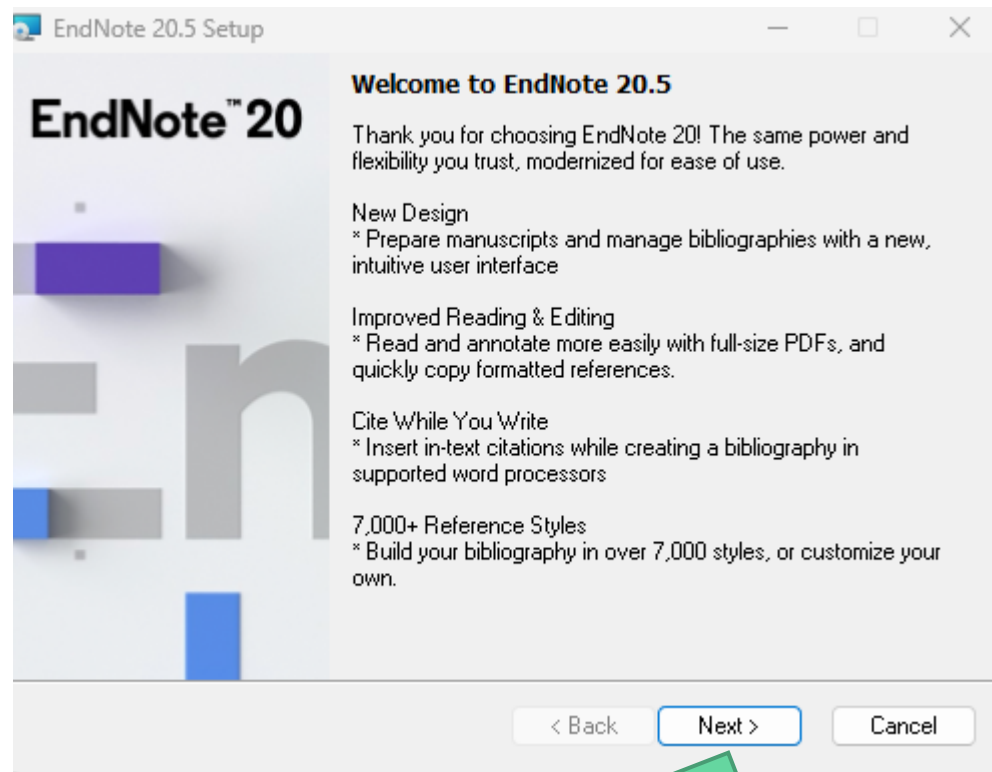 EndNote 20.5 Setup
EndNote™20
Welcome to EndNote 20.5
Thank you for choosing EndNote 20! The same power and
flexibility you trust, modernized for ease of use.
New Design
* Prepare manuscripts and manage bibliographies with a new,
intuitive user interface
Improved Reading & Editing
* Read and annotate more easily with full-size PDFs, and
quickly copy formatted references.
Cite While You Write
* Insert in-text citations while creating a bibliography in
supported word processors
7,000+ Reference Styles
* Build your bibliography in over 7,000 styles, or customize your
own.
En
< Back Next > Cancel